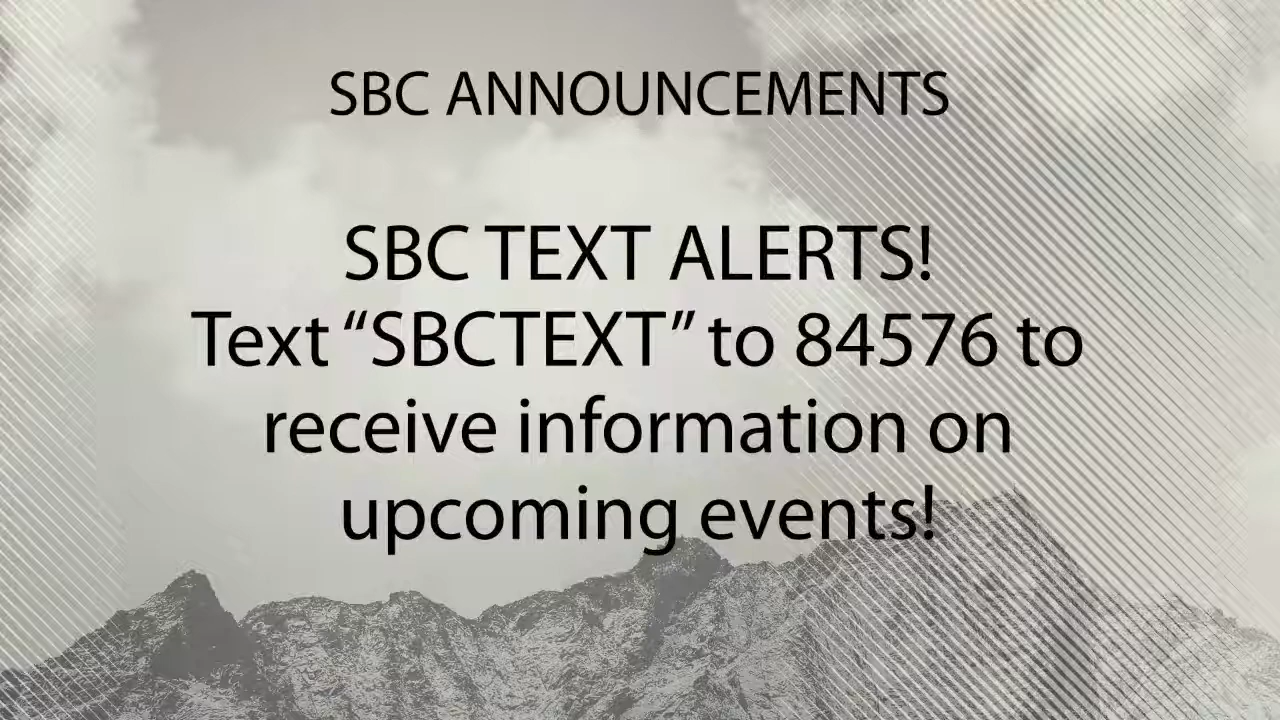 SBC ANNOUNCEMENTS
SBC TEXT ALERTS!
Text “SBCTEXT” to 84576 to
receive information on
upcoming events!